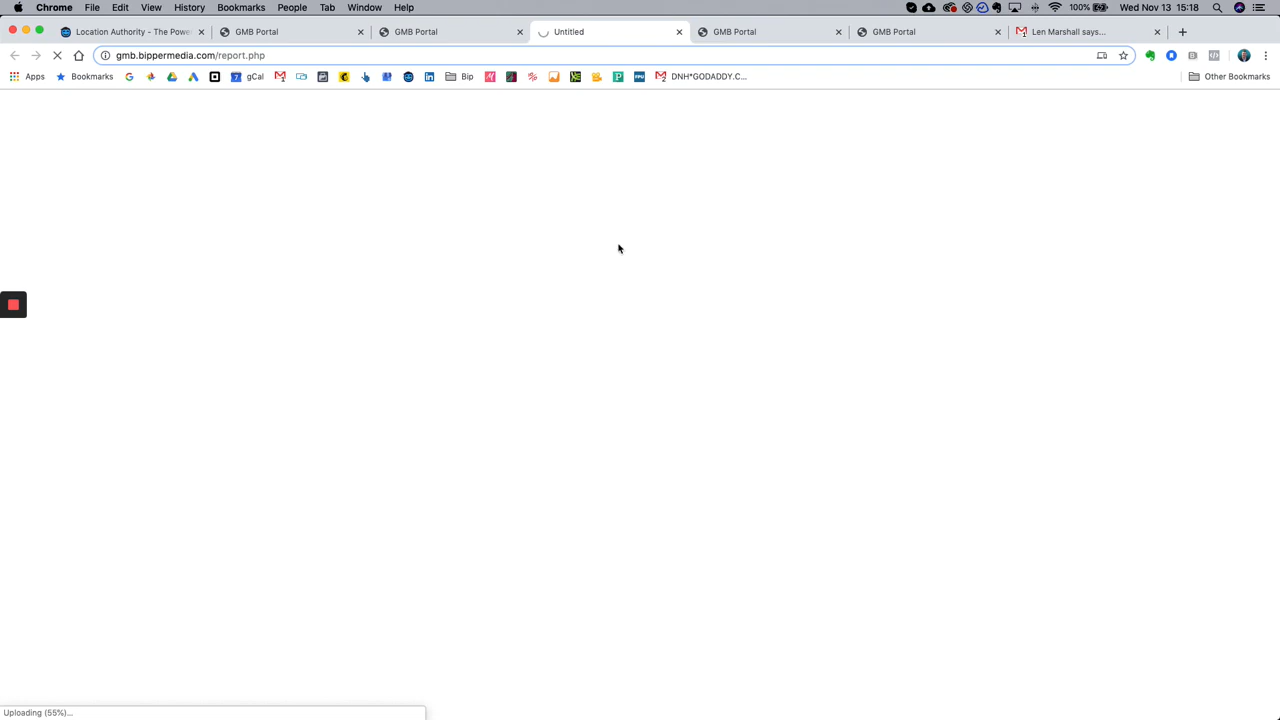 Chrome File Edit View History Bookmarks People Tab Window Help 100% Wed Nov 13 15:18
Location Authority - The Powe GMB Portal GMB Portal Untitled GMB Portal GMB Portal Len Marshall says...
gmb.bippermedia.com/report.php
Apps Bookmarks gCal Bip DNH*GODADDY.C... Other Bookmarks
Uploading (55%)...